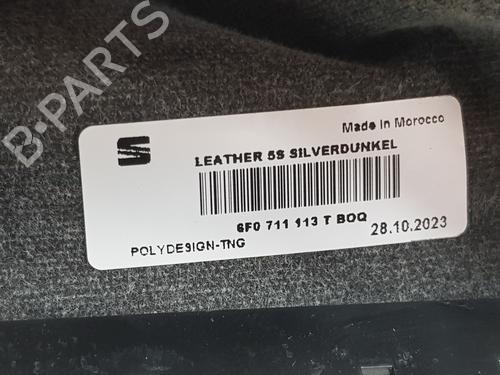 B-PARTS
Made in Morocco
LEATHER 5S SILVERDUNKEL
6F0 711 113 T BOQ
POLYDESIGN-TNG
28.10.2023